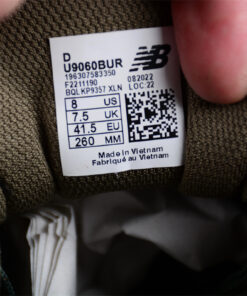 D
U9060BUR
NB
196307583350
F2211190
BQL KP9357 XLN
082022
LOC:22
8 US
7.5 UK
41.5 EU
260 MM
Made in Vietnam
Fabriqué au Vietnam